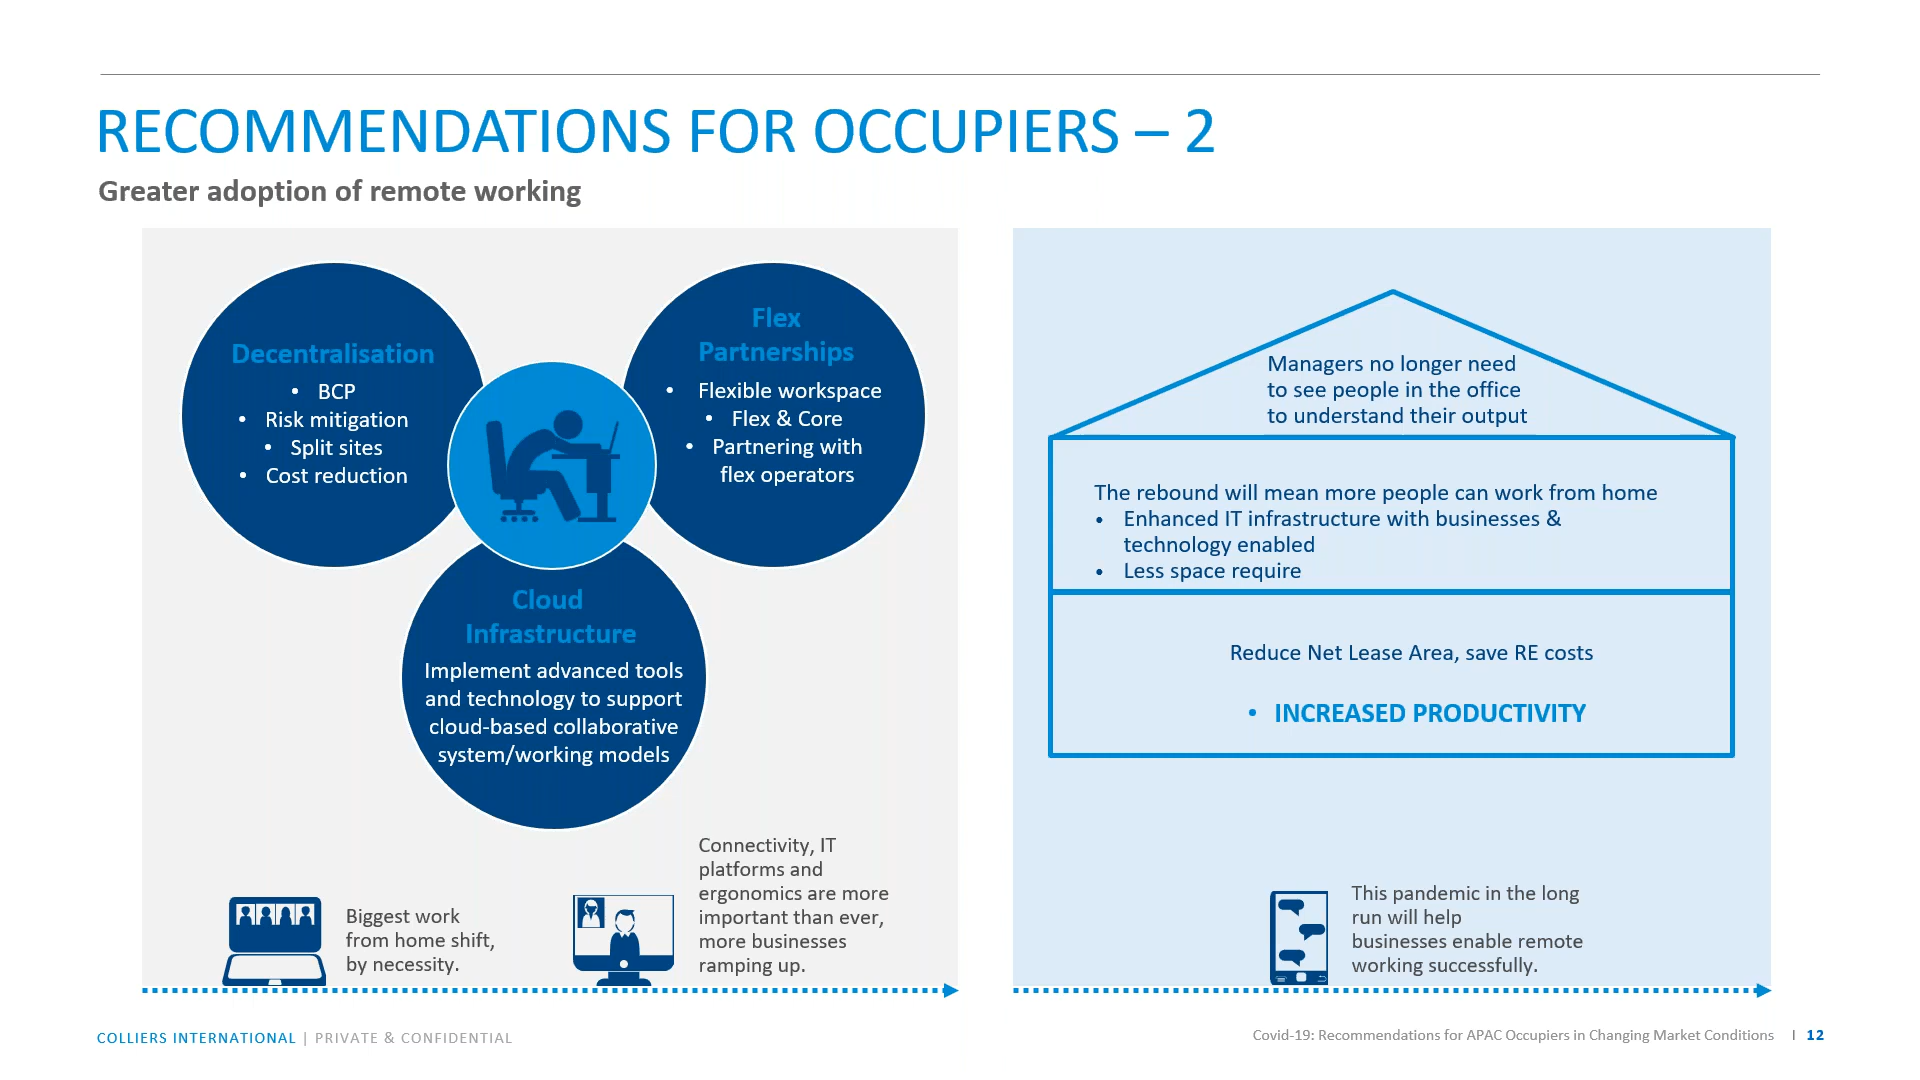 RECOMMENDATIONS FOR OCCUPIERS – 2
Greater adoption of remote working
Decentralisation
• BCP
• Risk mitigation
• Split sites
• Cost reduction
Flex
Partnerships
• Flexible workspace
• Flex & Core
• Partnering with
flex operators
Cloud
Infrastructure
Implement advanced tools
and technology to support
cloud-based collaborative
system/working models
Biggest work
from home shift,
by necessity.
Connectivity, IT
platforms and
ergonomics are more
important than ever,
more businesses
ramping up.
Managers no longer need
to see people in the office
to understand their output
The rebound will mean more people can work from home
• Enhanced IT infrastructure with businesses &
technology enabled
• Less space require
Reduce Net Lease Area, save RE costs
• INCREASED PRODUCTIVITY
This pandemic in the long
run will help
businesses enable remote
working successfully.
COLLIERS INTERNATIONAL | PRIVATE & CONFIDENTIAL
Covid-19: Recommendations for APAC Occupiers in Changing Market Conditions | 12